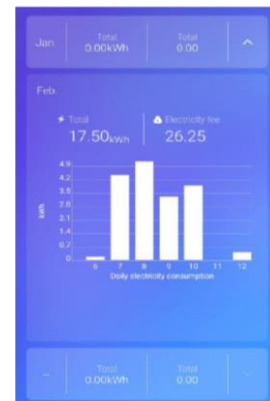 Jan Total Total
0.00kWh 0.00
Feb.
Total Electricity fee
17.50kWh 26.25
4.9
4.2
3.5
2.8
2.1
1.4
0.7
0
kWh
6 7 8 9 10 11 12
Daily electricity consumption
Total Total
0.00kWh 0.00